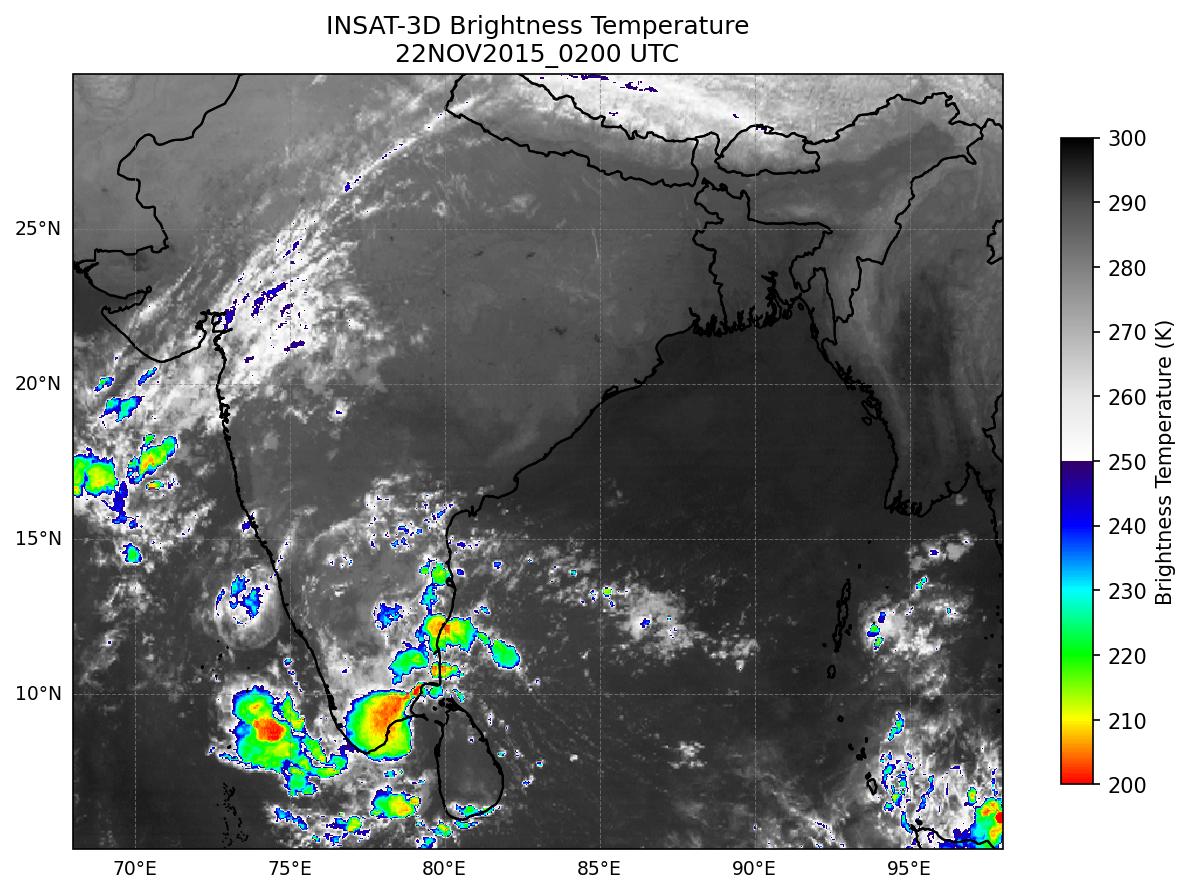 INSAT-3D Brightness Temperature
22NOV2015_0200 UTC
25°N
20°N
15°N
10°N
70°E
75°E
80°E
85°E
90°E
95°E
300
290
280
270
260
250
240
230
220
210
200
Brightness Temperature (K)